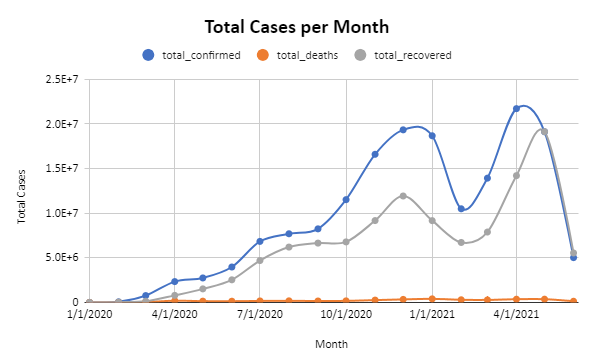 Total Cases per Month
total_confirmed total_deaths total_recovered
2.5E+7
2.0E+7
1.5E+7
1.0E+7
5.0E+6
0
Total Cases
1/1/2020 4/1/2020 7/1/2020 10/1/2020 1/1/2021 4/1/2021
Month